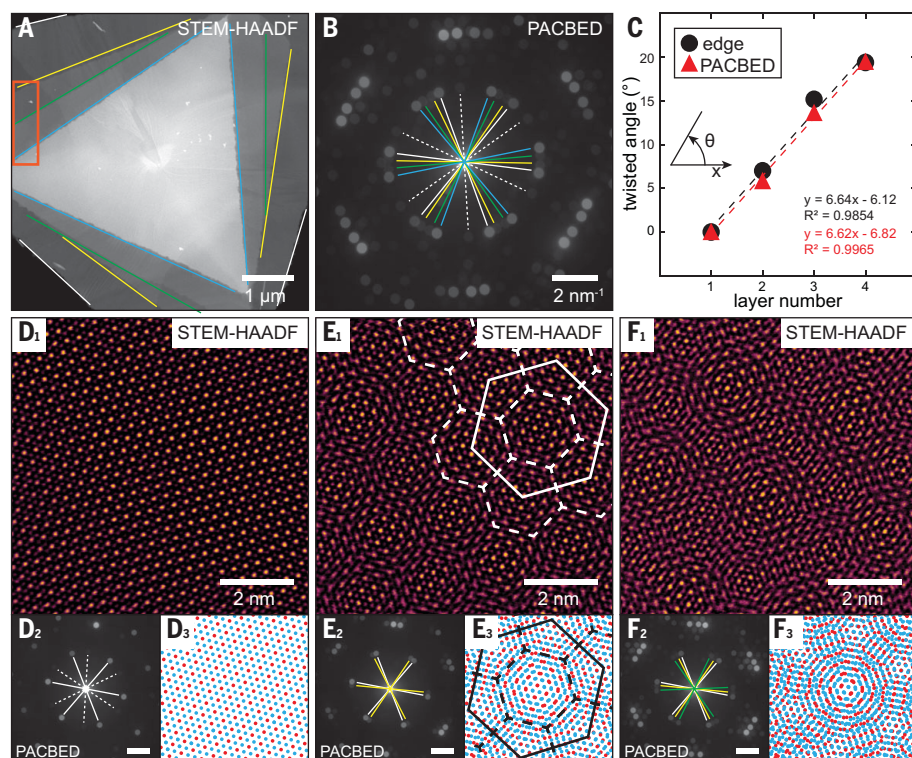 A
STEM-HAADF
1 μm
B
PACBED
2 nm⁻¹
C
edge
PACBED
twisted angle (°)
20
15
10
5
0
θ
x
y = 6.64x - 6.12
R² = 0.9854
y = 6.62x - 6.82
R² = 0.9965
1 2 3 4
layer number
D₁
STEM-HAADF
2 nm
E₁
STEM-HAADF
2 nm
F₁
STEM-HAADF
2 nm
D₂
PACBED
D₃
E₂
PACBED
E₃
F₂
PACBED
F₃